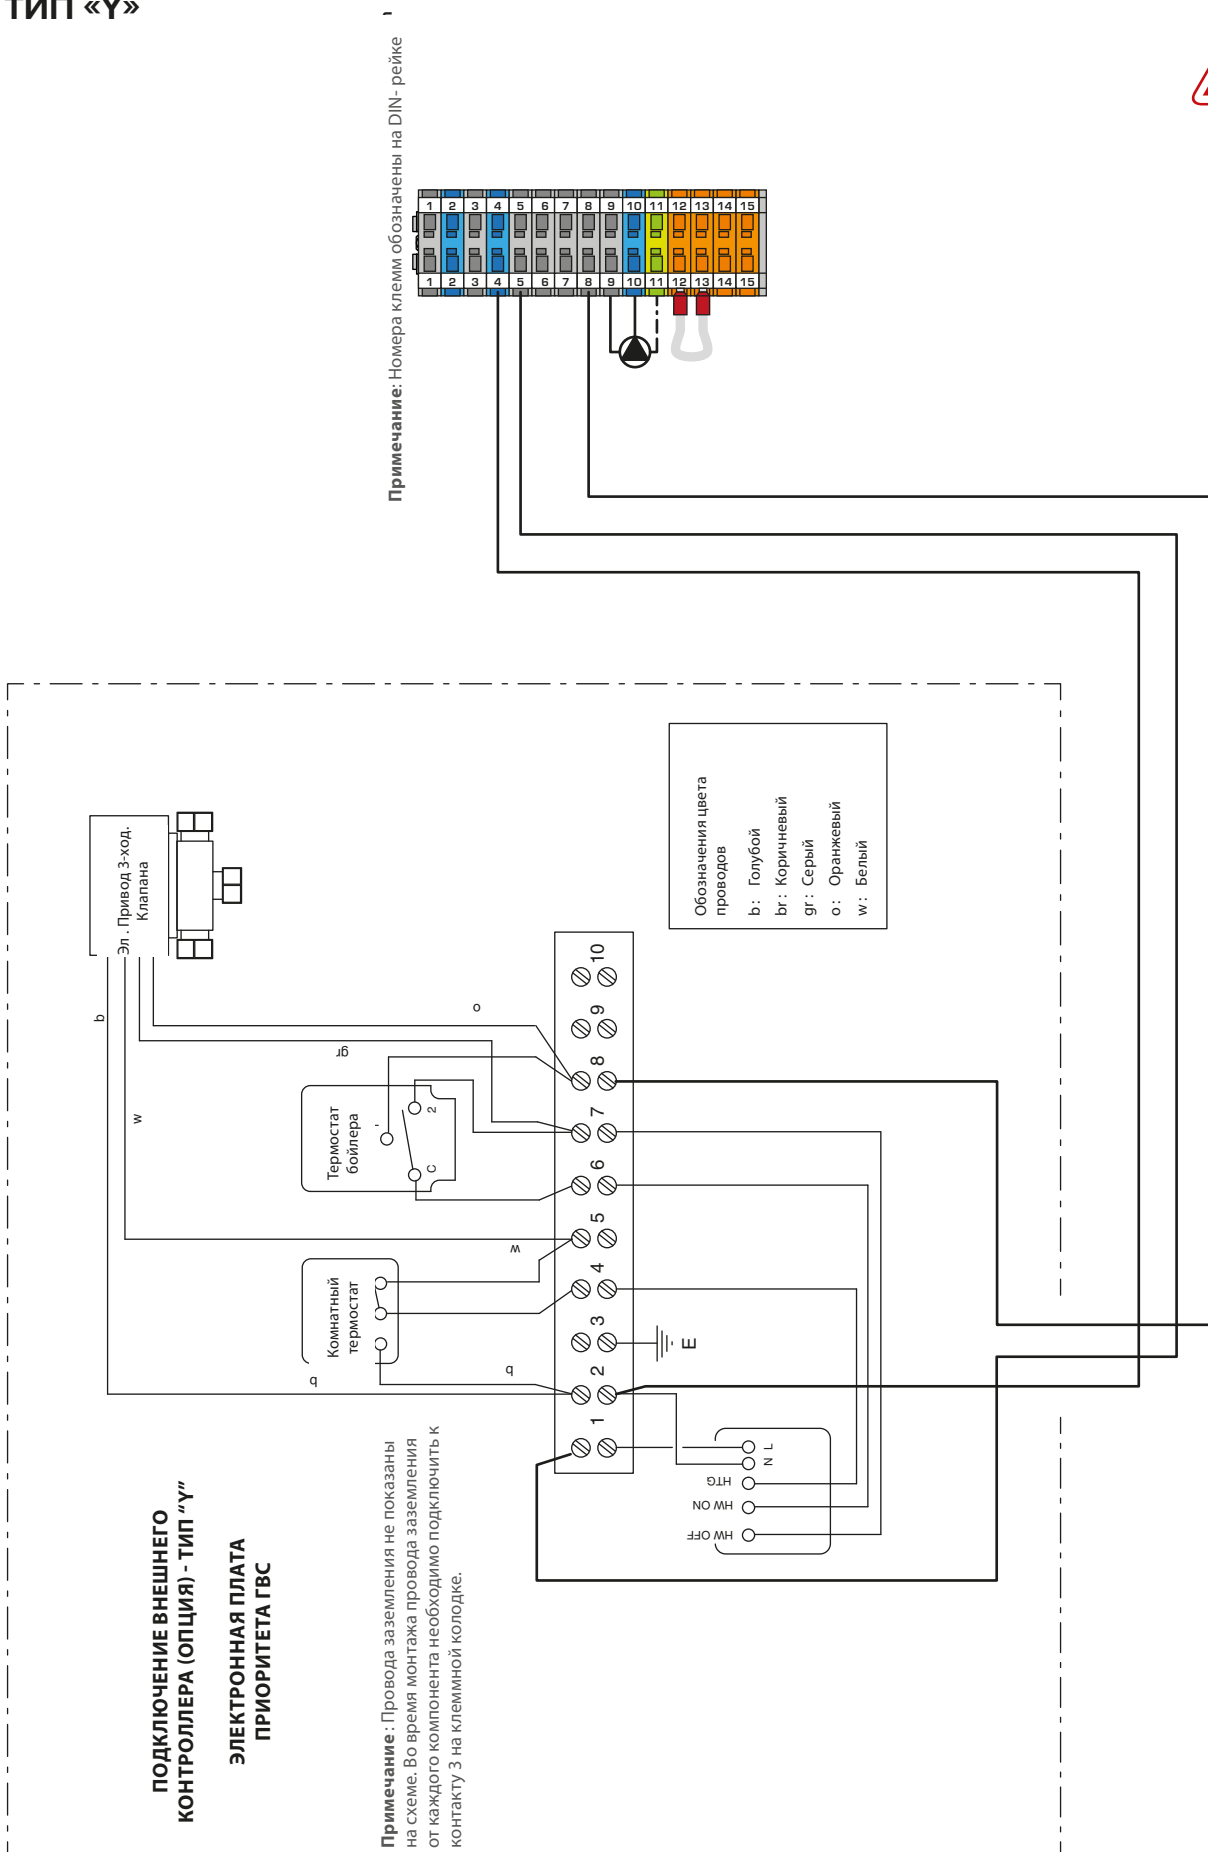 ТИП «Y»
Примечание: Номера клемм обозначены на DIN- рейке
1 2 3 4 5 6 7 8 9 10 11 12 13 14 15
1 2 3 4 5 6 7 8 9 10 11 12 13 14 15
Эл . Привод 3-ход.
Клапана
b
w
gr
o
Термостат
бойлера
C
2
Комнатный
термостат
w
b
b
1 2 3 4 5 6 7 8 9 10
E
Обозначения цвета
проводов
b : Голубой
br : Коричневый
gr : Серый
o : Оранжевый
w : Белый
L
N
HTG
HW ON
HW OFF
ПОДКЛЮЧЕНИЕ ВНЕШНЕГО
КОНТРОЛЛЕРА (ОПЦИЯ) - ТИП “Y”
ЭЛЕКТРОННАЯ ПЛАТА
ПРИОРИТЕТА ГВС
Примечание : Провода заземления не показаны
на схеме. Во время монтажа провода заземления
от каждого компонента необходимо подключить к
контакту 3 на клеммной колодке.